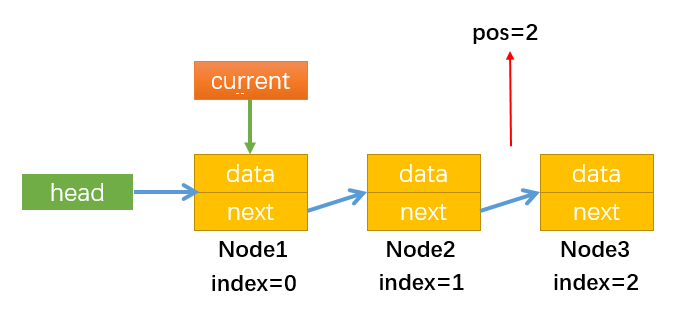 pos=2
current
head
data
next
Node1
index=0
data
next
Node2
index=1
data
next
Node3
index=2